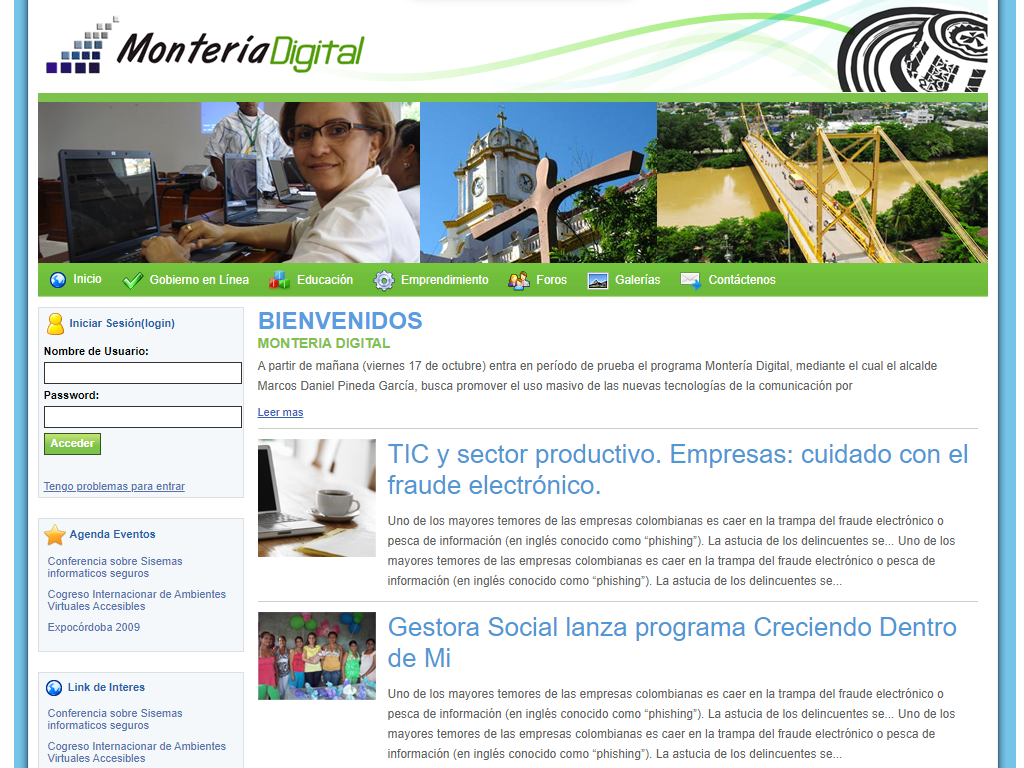 Montería Digital
Inicio
Gobierno en Línea
Educación
Emprendimiento
Foros
Galerías
Contáctenos
Iniciar Sesión(login)
Nombre de Usuario:
Password:
Acceder
Tengo problemas para entrar
Agenda Eventos
Conferencia sobre Sisemas
informaticos seguros
Cogreso Internacionar de Ambientes
Virtuales Accesibles
Expocórdoba 2009
Link de Interes
Conferencia sobre Sisemas
informaticos seguros
Cogreso Internacionar de Ambientes
Virtuales Accesibles
BIENVENIDOS
MONTERIA DIGITAL
A partir de mañana (viernes 17 de octubre) entra en período de prueba el programa Montería Digital, mediante el cual el alcalde
Marcos Daniel Pineda García, busca promover el uso masivo de las nuevas tecnologías de la comunicación por
Leer mas
TIC y sector productivo. Empresas: cuidado con el
fraude electrónico.
Uno de los mayores temores de las empresas colombianas es caer en la trampa del fraude electrónico o
pesca de información (en inglés conocido como “phishing”). La astucia de los delincuentes se... Uno de los
mayores temores de las empresas colombianas es caer en la trampa del fraude electrónico o pesca de
información (en inglés conocido como “phishing”). La astucia de los delincuentes se...
Gestora Social lanza programa Creciendo Dentro
de Mi
Uno de los mayores temores de las empresas colombianas es caer en la trampa del fraude electrónico o
pesca de información (en inglés conocido como “phishing”). La astucia de los delincuentes se... Uno de los
mayores temores de las empresas colombianas es caer en la trampa del fraude electrónico o pesca de
información (en inglés conocido como “phishing”). La astucia de los delincuentes se...